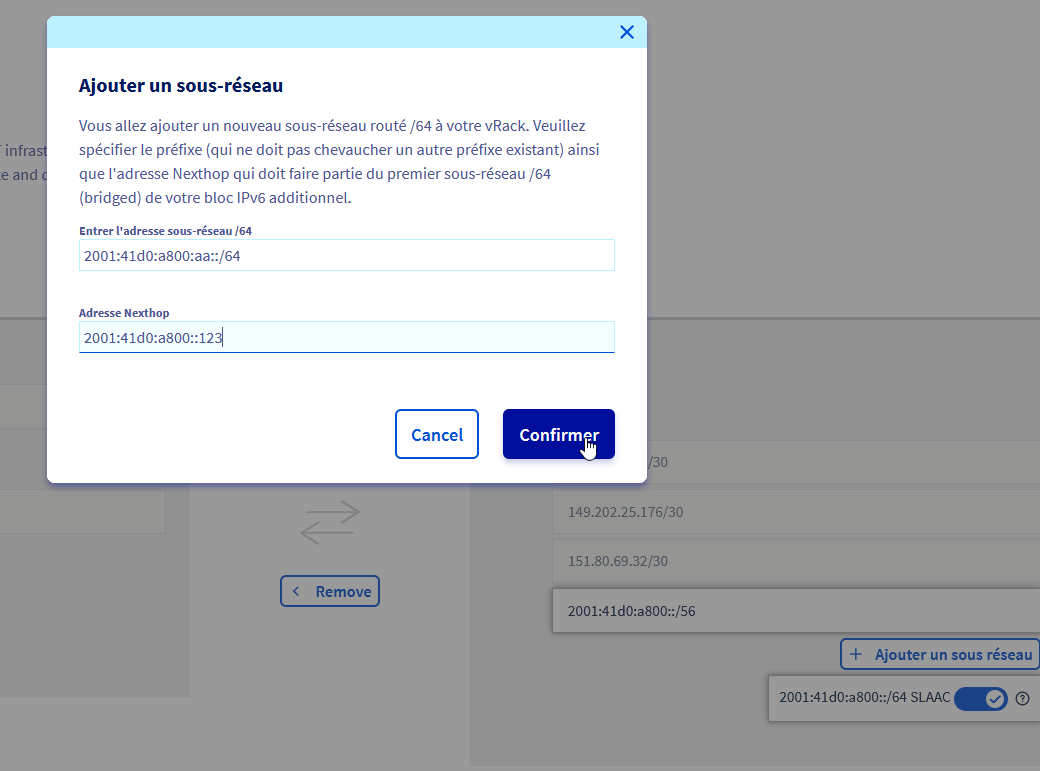 Ajouter un sous-réseau
Vous allez ajouter un nouveau sous-réseau routé /64 à votre vRack. Veuillez
spécifier le préfixe (qui ne doit pas chevaucher un autre préfixe existant) ainsi
que l'adresse Nexthop qui doit faire partie du premier sous-réseau /64
(bridged) de votre bloc IPv6 additionnel.
Entrer l'adresse sous-réseau /64
2001:41d0:a800:aa::/64
Adresse Nexthop
2001:41d0:a800::123
Cancel
Confirmer
infrast
e and c
/30
149.202.25.176/30
151.80.69.32/30
Remove
2001:41d0:a800::/56
Ajouter un sous réseau
2001:41d0:a800::/64 SLAAC